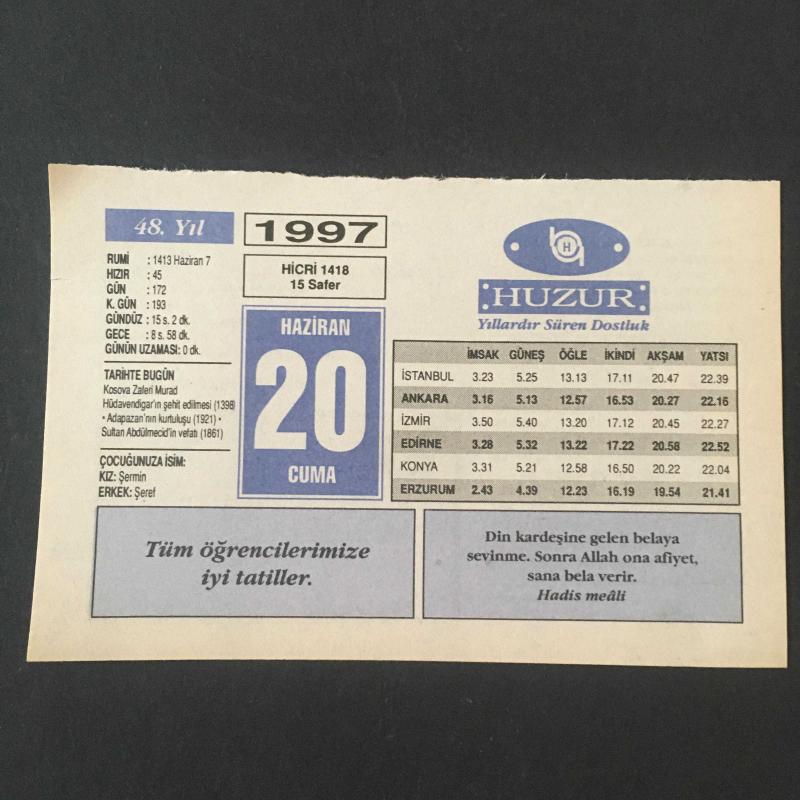 48. Yıl
1997
RUMİ : 1413 Haziran 7
HIZIR : 45
GÜN : 172
K. GÜN : 193
GÜNDÜZ : 15 s. 2 dk.
GECE : 8 s. 58 dk.
GÜNÜN UZAMASI: 0 dk.
HİCRİ 1418
15 Safer
TARİHTE BUGÜN
Kosova Zaferi Murad
Hüdavendigar'ın şehit edilmesi (1398)
• Adapazarı'nın kurtuluşu (1921) •
Sultan Abdülmecid'in vefatı (1861)
ÇOCUĞUNUZA İSİM:
KIZ: Şermin
ERKEK: Şeref
HAZİRAN
20
CUMA
H
HUZUR
Yıllardır Süren Dostluk
İMSAK GÜNEŞ ÖĞLE İKİNDİ AKŞAM YATSI
İSTANBUL 3.23 5.25 13.13 17.11 20.47 22.39
ANKARA 3.16 5.13 12.57 16.53 20.27 22.16
İZMİR 3.50 5.40 13.20 17.12 20.45 22.27
EDİRNE 3.28 5.32 13.22 17.22 20.58 22.52
KONYA 3.31 5.21 12.58 16.50 20.22 22.04
ERZURUM 2.43 4.39 12.23 16.19 19.54 21.41
Tüm öğrencilerimize
iyi tatiller.
Din kardeşine gelen belaya
sevinme. Sonra Allah ona afiyet,
sana bela verir.
Hadis meâli